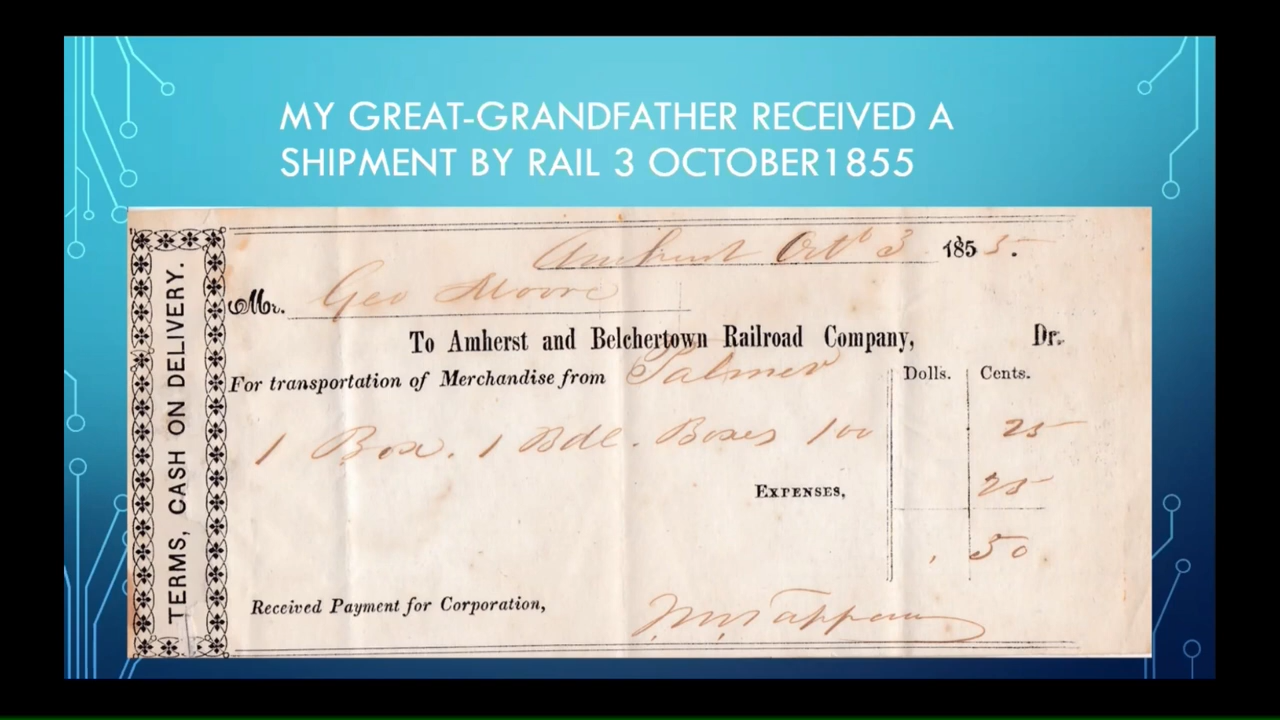 MY GREAT-GRANDFATHER RECEIVED A
SHIPMENT BY RAIL 3 OCTOBER1855
TERMS, CASH ON DELIVERY.
Amherst Oct 3 1855.
Mr. Geo Moore
To Amherst and Belchertown Railroad Company, Dr.
For transportation of Merchandise from Palmer
Dolls. Cents.
1 Box. 1 Bdl. Boxes 100 25
EXPENSES, 25
. 50
Received Payment for Corporation, Tappan